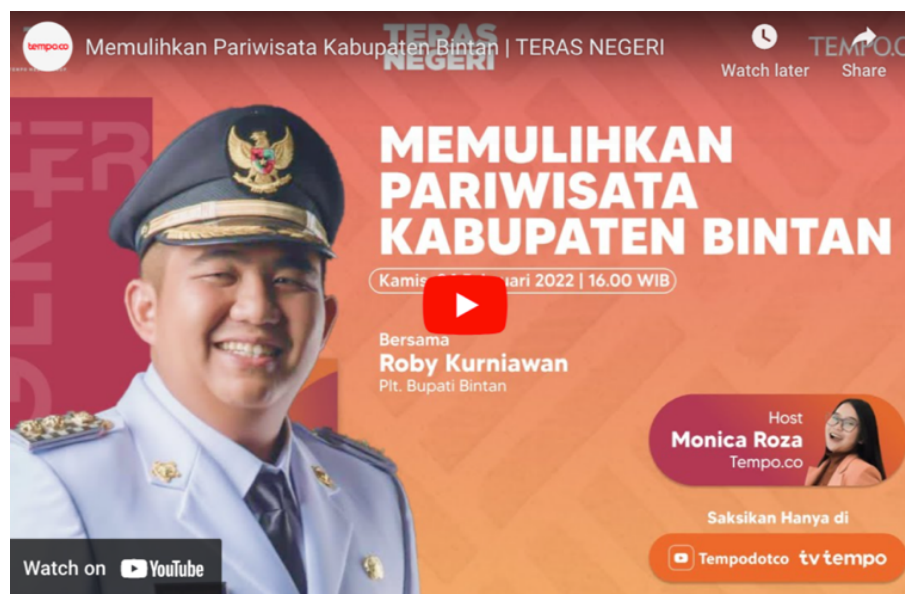 tempo.co
Memulihkan Pariwisata Kabupaten Bintan | TERAS NEGERI
TERAS
NEGERI
TEMPO.C
Watch later
Share
MEMULIHKAN
PARIWISATA
KABUPATEN BINTAN
Kamis, uari 2022 | 16.00 WIB
Bersama
Roby Kurniawan
Plt. Bupati Bintan
Host
Monica Roza
Tempo.co
Saksikan Hanya di
Tempodotco tvtempo
Watch on YouTube